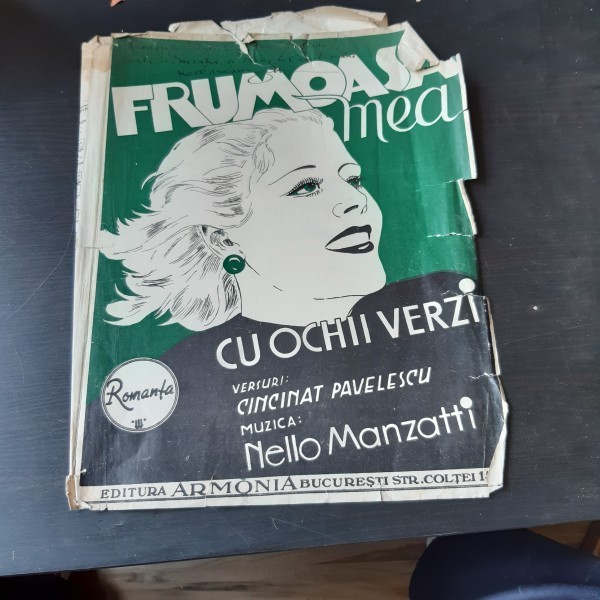 FRUMOASA
mea
CU OCHII VERZI
VERSURI:
CINCINAT PAVELESCU
MUZICA:
Nello Manzatti
Romanța
EDITURA ARMONIA BUCUREȘTI STR. COLȚEI